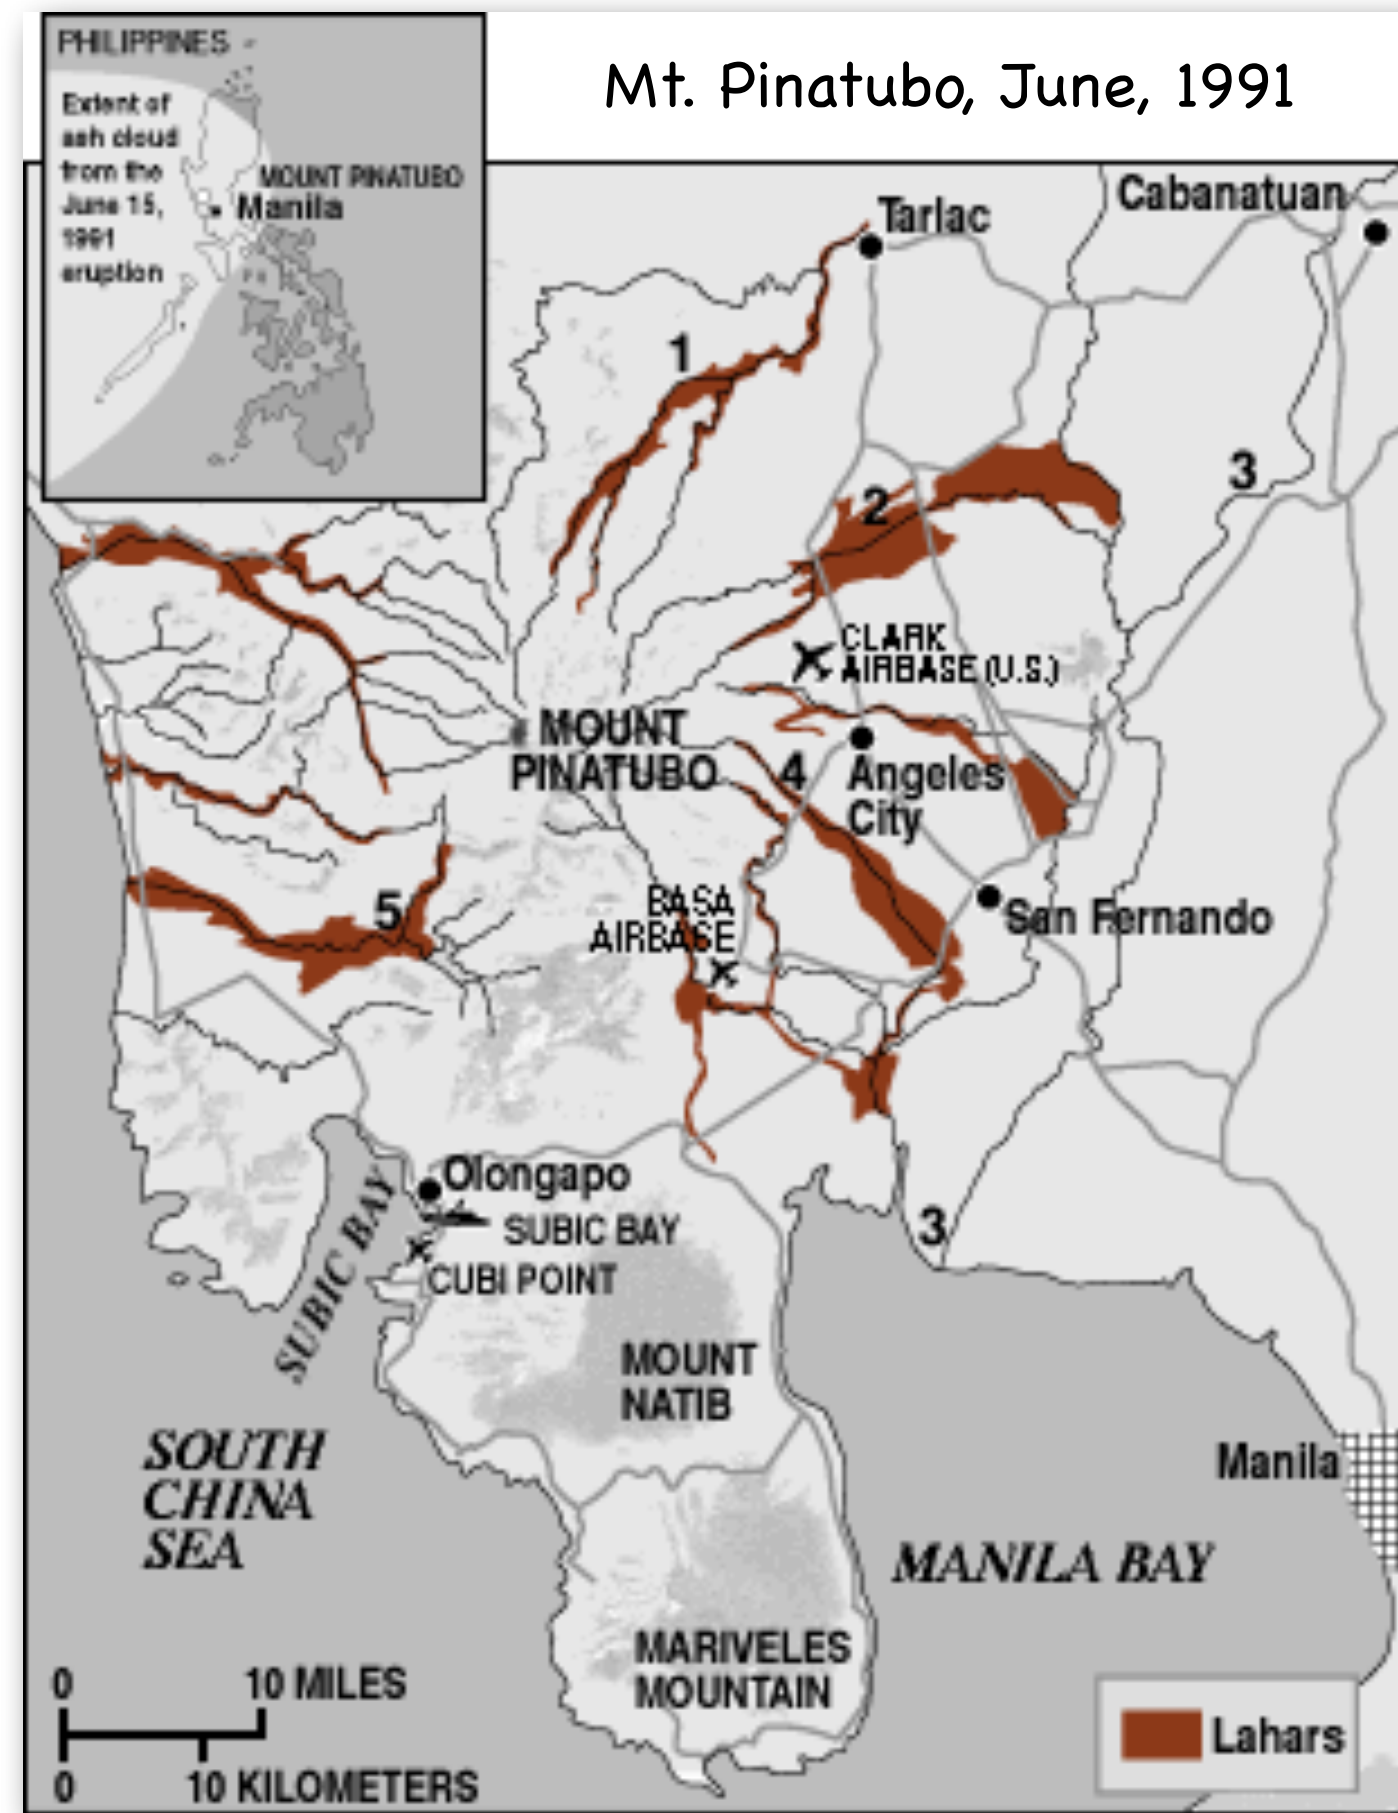 Mt. Pinatubo, June, 1991
PHILIPPINES
Extent of
ash cloud
from the
June 15,
1991
eruption
MOUNT PINATUBO
Manila
Tarlac
Cabanatuan
1
2
3
CLARK
AIRBASE (U.S.)
MOUNT
PINATUBO
4
Angeles
City
BASA
AIRBASE
5
San Fernando
Olongapo
SUBIC BAY
SUBIC BAY
CUBI POINT
3
MOUNT
NATIB
SOUTH
CHINA
SEA
Manila
MANILA BAY
MARIVELES
MOUNTAIN
0 10 MILES
0 10 KILOMETERS
Lahars